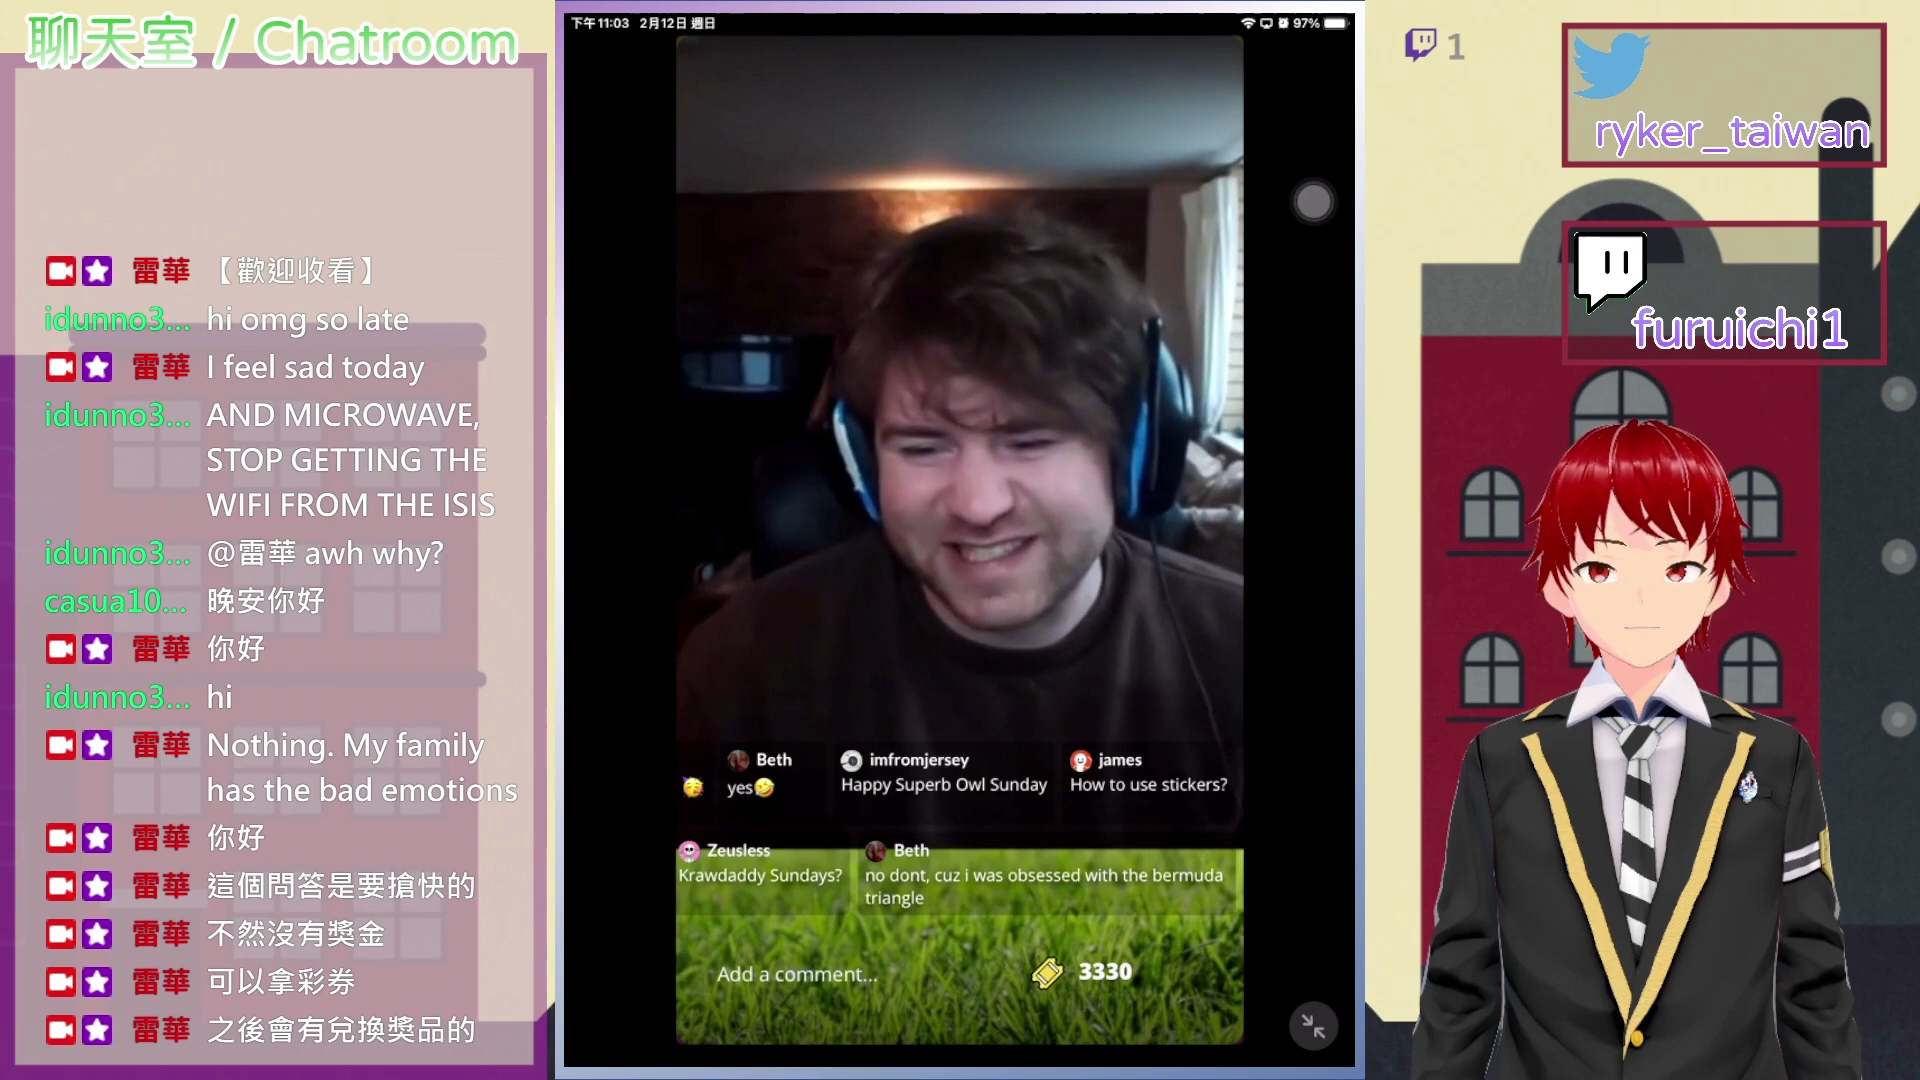 聊天室 / Chatroom
雷華 【歡迎收看】
idunno3... hi omg so late
雷華 I feel sad today
idunno3... AND MICROWAVE,
STOP GETTING THE
WIFI FROM THE ISIS
idunno3... @雷華 awh why?
casua10... 晚安你好
雷華 你好
idunno3... hi
雷華 Nothing. My family
has the bad emotions
雷華 你好
雷華 這個問答是要搶快的
雷華 不然沒有獎金
雷華 可以拿彩券
雷華 之後會有兌換獎品的
下午11:03 2月12日 週日
97%
Beth
yes🤣
imfromjersey
Happy Superb Owl Sunday
james
How to use stickers?
Zeusless
Krawdaddy Sundays?
Beth
no dont, cuz i was obsessed with the bermuda
triangle
Add a comment...
3330
1
ryker_taiwan
furuichi1